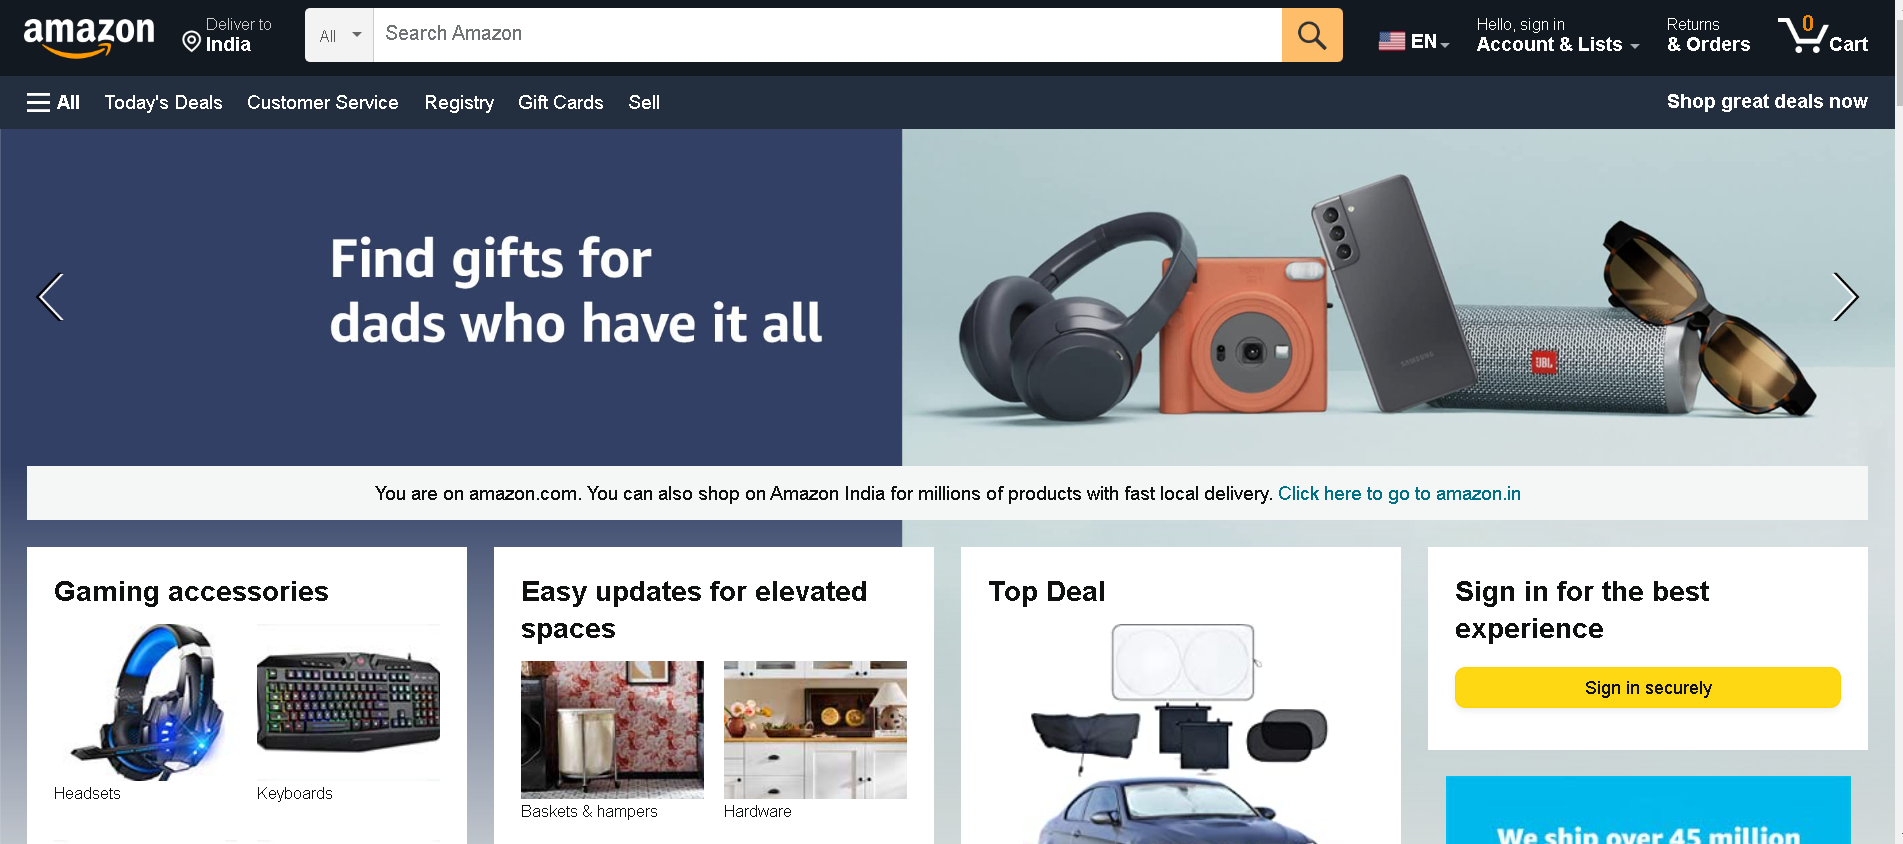 amazon
Deliver to
India
All
Search Amazon
EN
Hello, sign in
Account & Lists
Returns
& Orders
0
Cart
All
Today's Deals
Customer Service
Registry
Gift Cards
Sell
Shop great deals now
Find gifts for
dads who have it all
SAMSUNG
JBL
You are on amazon.com. You can also shop on Amazon India for millions of products with fast local delivery. Click here to go to amazon.in
Gaming accessories
Headsets
Keyboards
Easy updates for elevated
spaces
Baskets & hampers
Hardware
Top Deal
Sign in for the best
experience
Sign in securely
We ship over 45 million